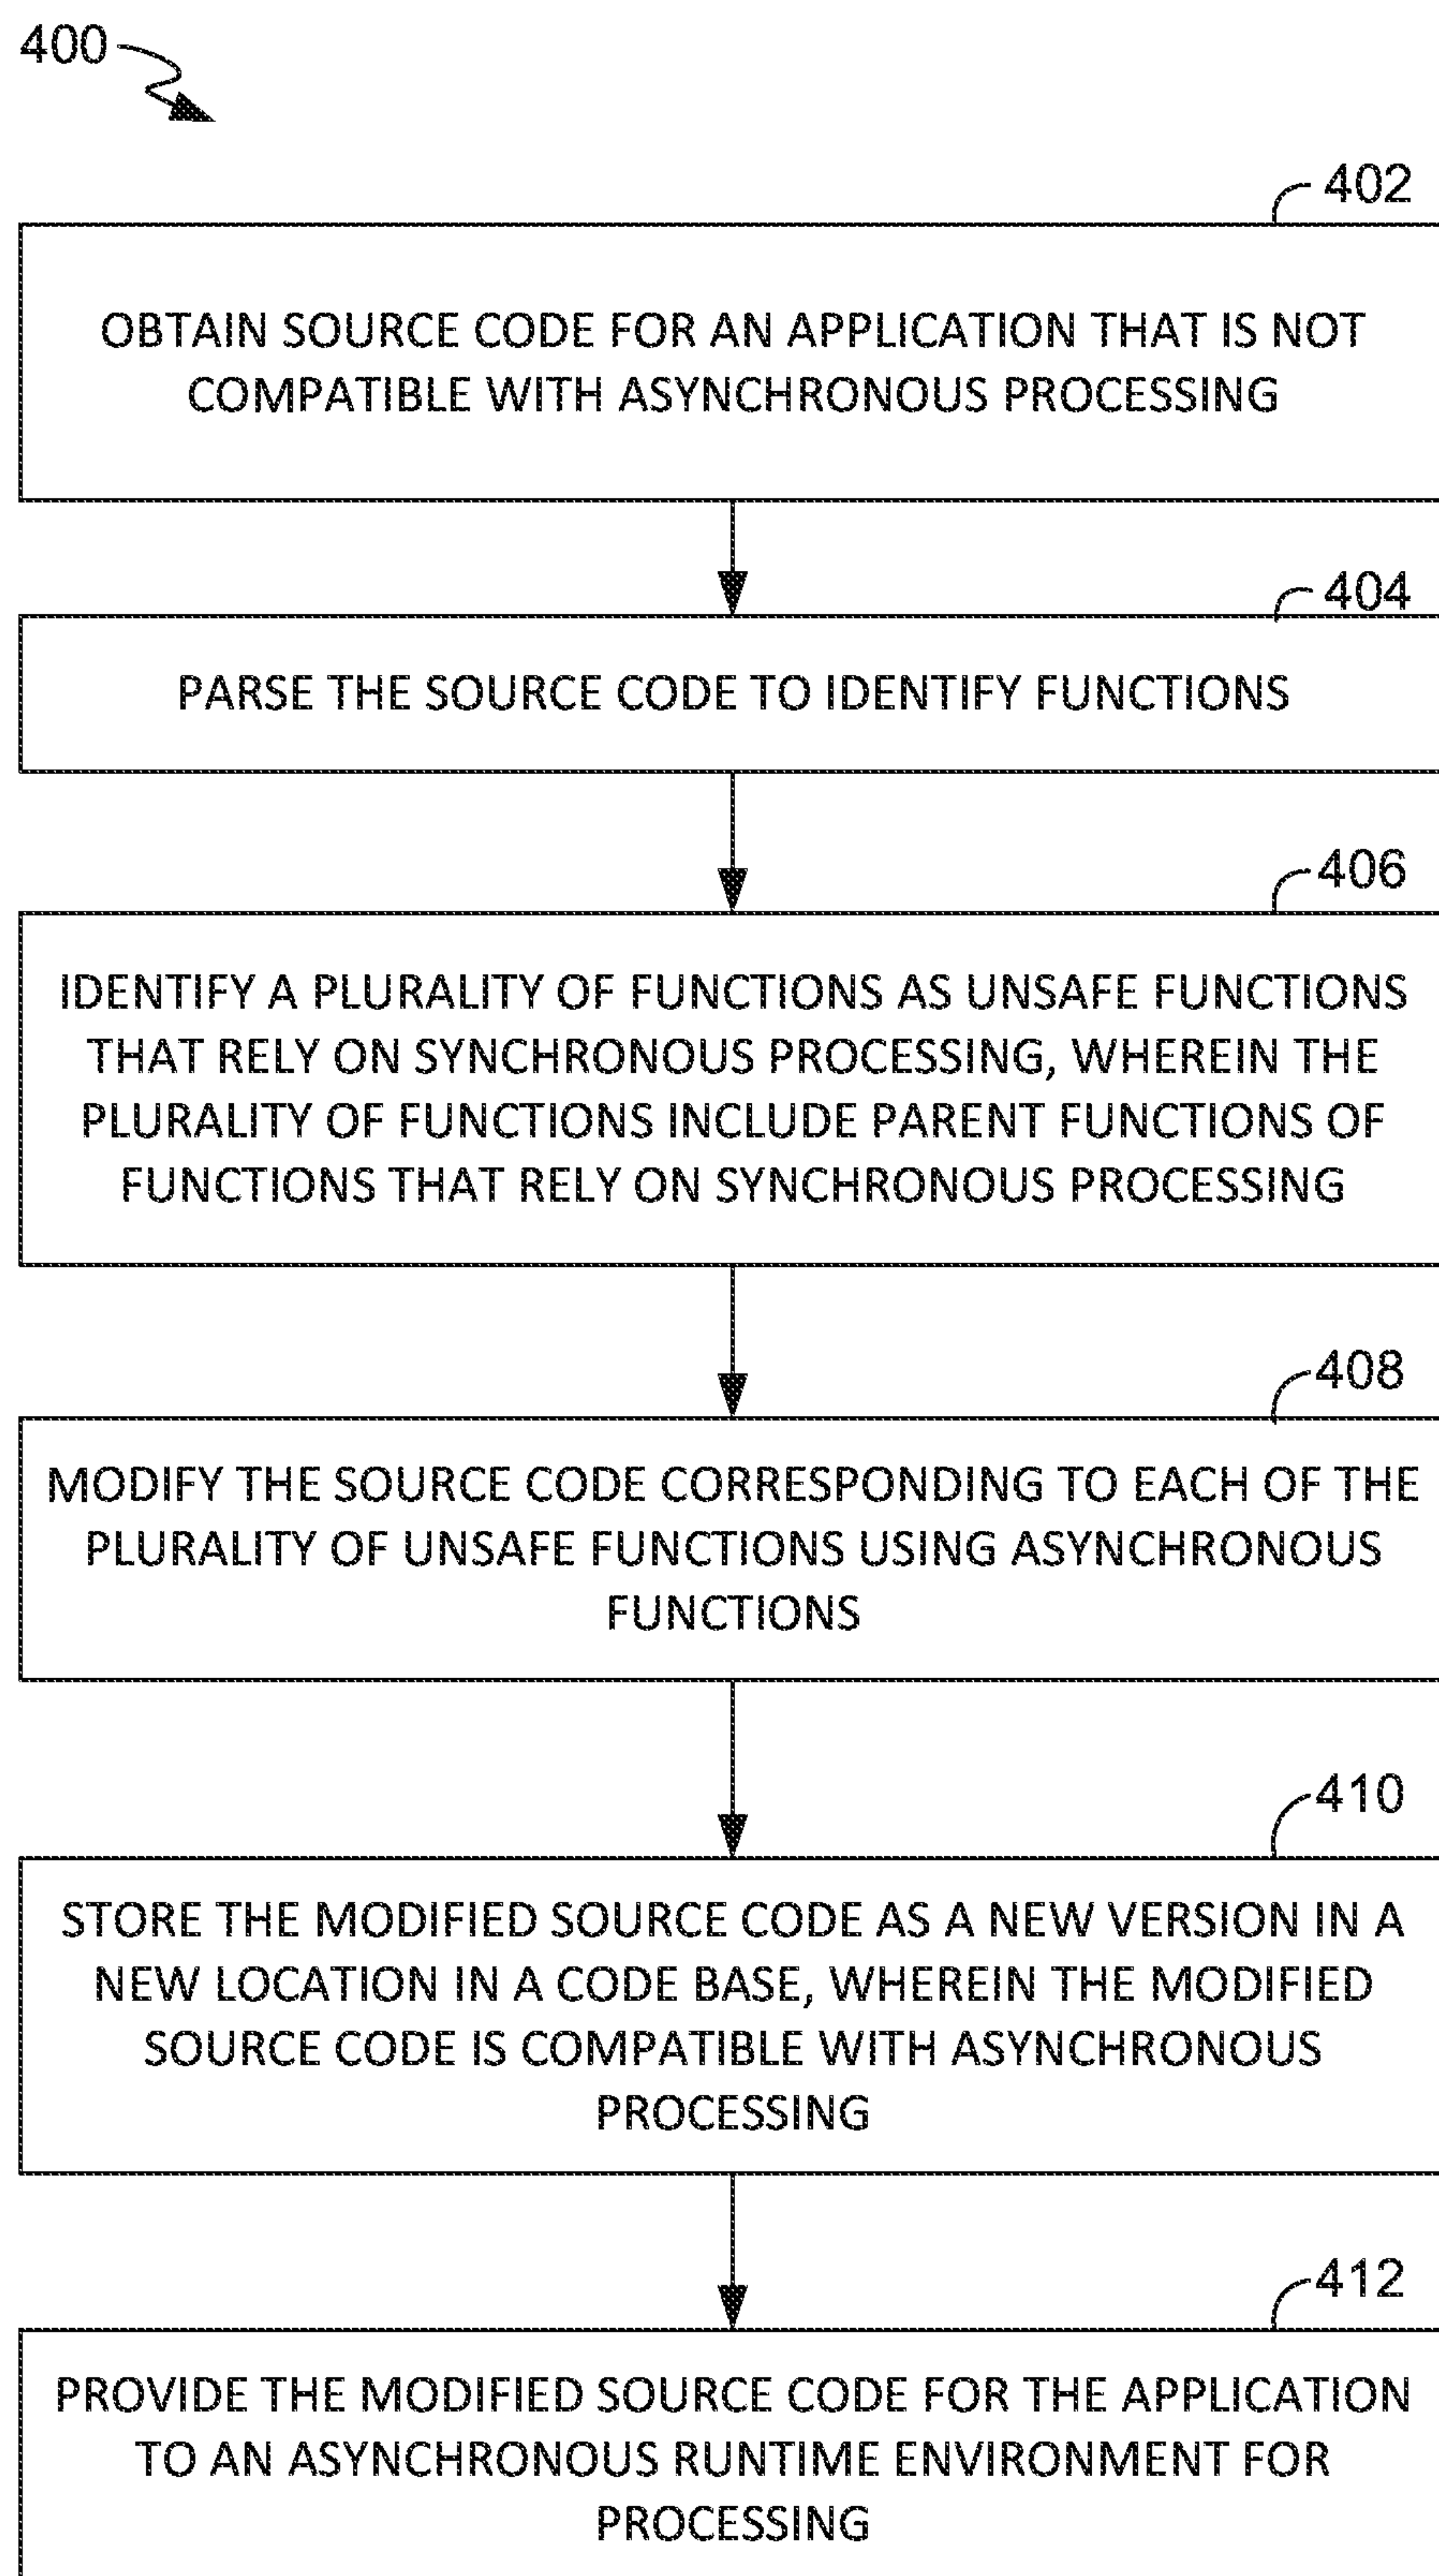 400
402
OBTAIN SOURCE CODE FOR AN APPLICATION THAT IS NOT
COMPATIBLE WITH ASYNCHRONOUS PROCESSING
404
PARSE THE SOURCE CODE TO IDENTIFY FUNCTIONS
406
IDENTIFY A PLURALITY OF FUNCTIONS AS UNSAFE FUNCTIONS
THAT RELY ON SYNCHRONOUS PROCESSING, WHEREIN THE
PLURALITY OF FUNCTIONS INCLUDE PARENT FUNCTIONS OF
FUNCTIONS THAT RELY ON SYNCHRONOUS PROCESSING
408
MODIFY THE SOURCE CODE CORRESPONDING TO EACH OF THE
PLURALITY OF UNSAFE FUNCTIONS USING ASYNCHRONOUS
FUNCTIONS
410
STORE THE MODIFIED SOURCE CODE AS A NEW VERSION IN A
NEW LOCATION IN A CODE BASE, WHEREIN THE MODIFIED
SOURCE CODE IS COMPATIBLE WITH ASYNCHRONOUS
PROCESSING
412
PROVIDE THE MODIFIED SOURCE CODE FOR THE APPLICATION
TO AN ASYNCHRONOUS RUNTIME ENVIRONMENT FOR
PROCESSING